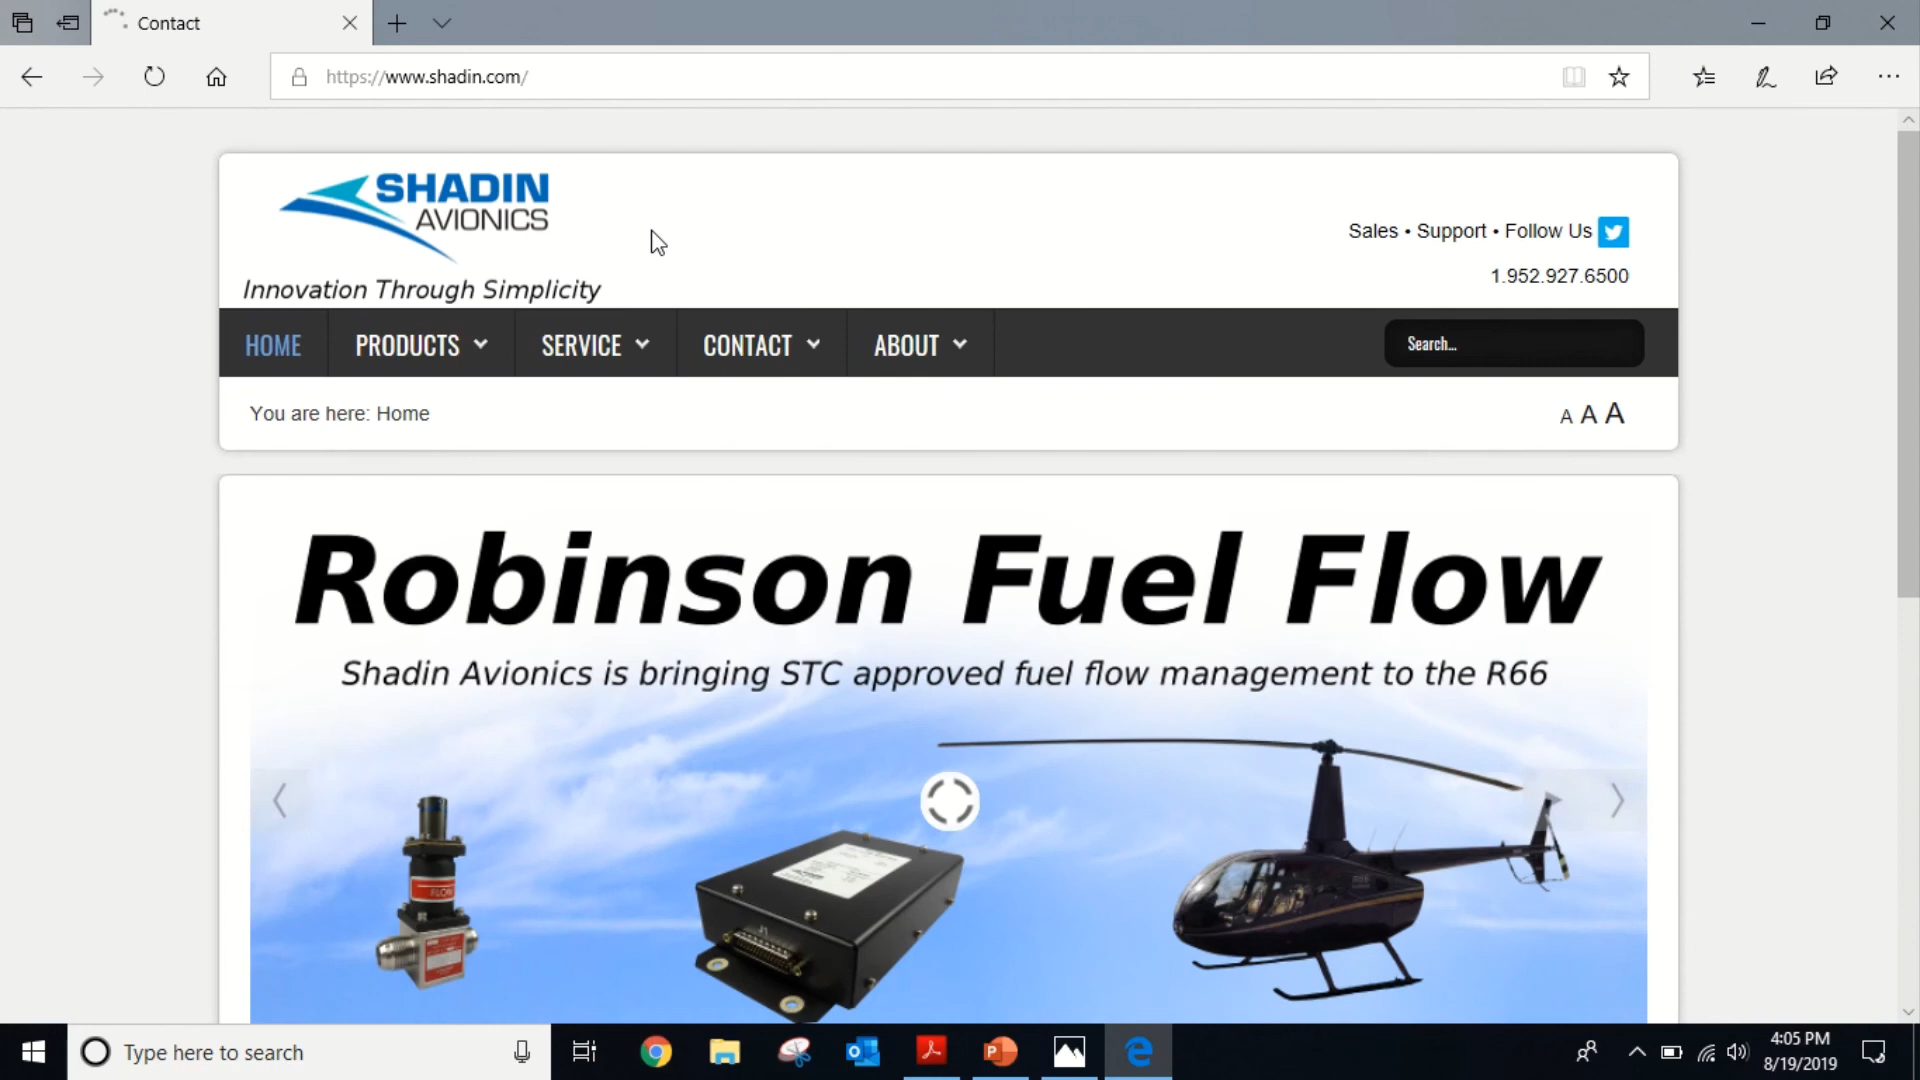 Contact
https://www.shadin.com/
SHADIN
AVIONICS
Innovation Through Simplicity
Sales • Support • Follow Us
1.952.927.6500
HOME
PRODUCTS
SERVICE
CONTACT
ABOUT
Search...
You are here: Home
A A A
Robinson Fuel Flow
Shadin Avionics is bringing STC approved fuel flow management to the R66
FLOW
J1
Type here to search
4:05 PM
8/19/2019